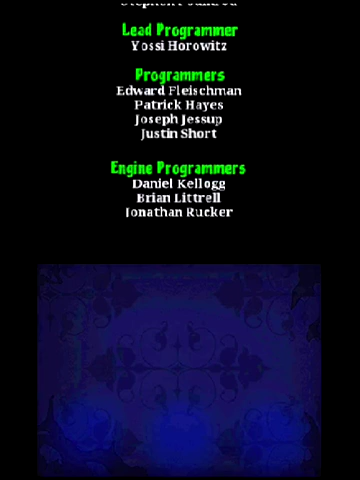 Lead Programmer
Yossi Horowitz
Programmers
Edward Fleischman
Patrick Hayes
Joseph Jessup
Justin Short
Engine Programmers
Daniel Kellogg
Brian Littrell
Jonathan Rucker